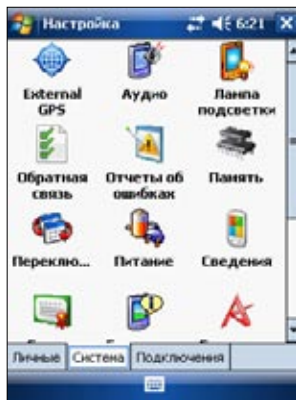 Настройка 6:21
External GPS
Аудио
Лампа подсветки
Обратная связь
Отчеты об ошибках
Память
Переклю...
Питание
Сведения
Личные Система Подключения